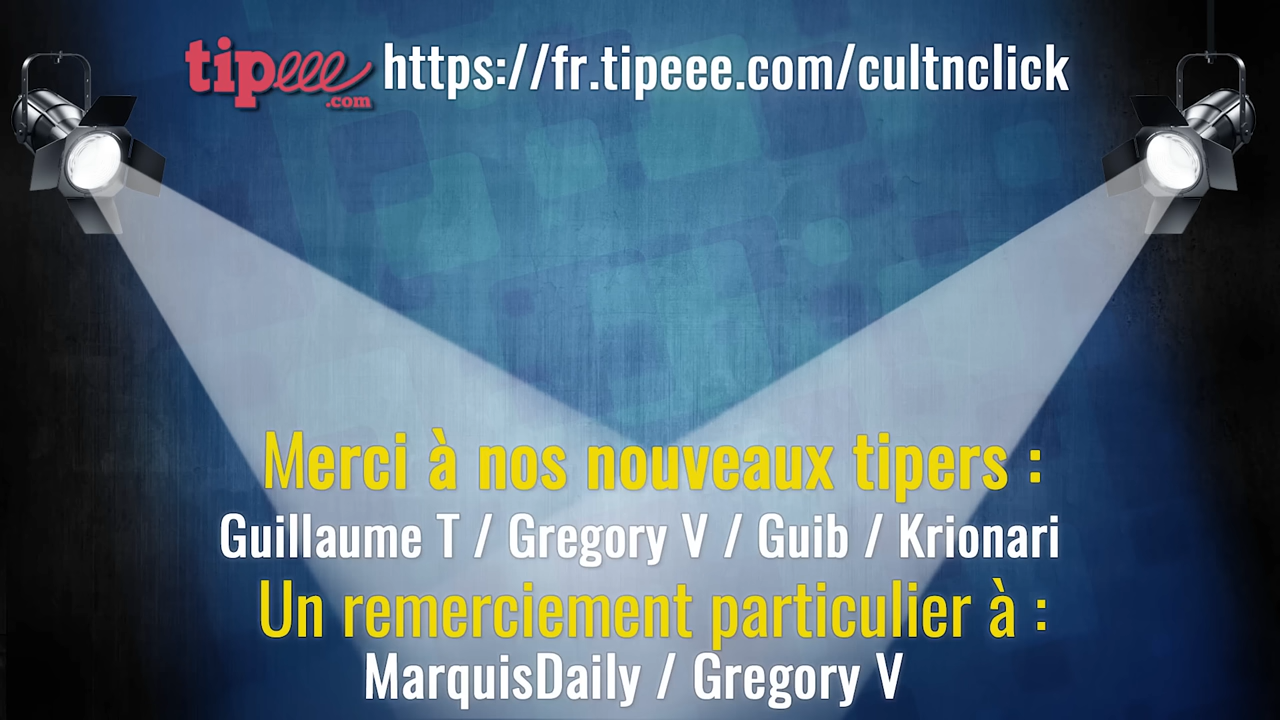 tipeee.com https://fr.tipeee.com/cultnclick
Merci à nos nouveaux tipers :
Guillaume T / Gregory V / Guib / Krionari
Un remerciement particulier à :
MarquisDaily / Gregory V